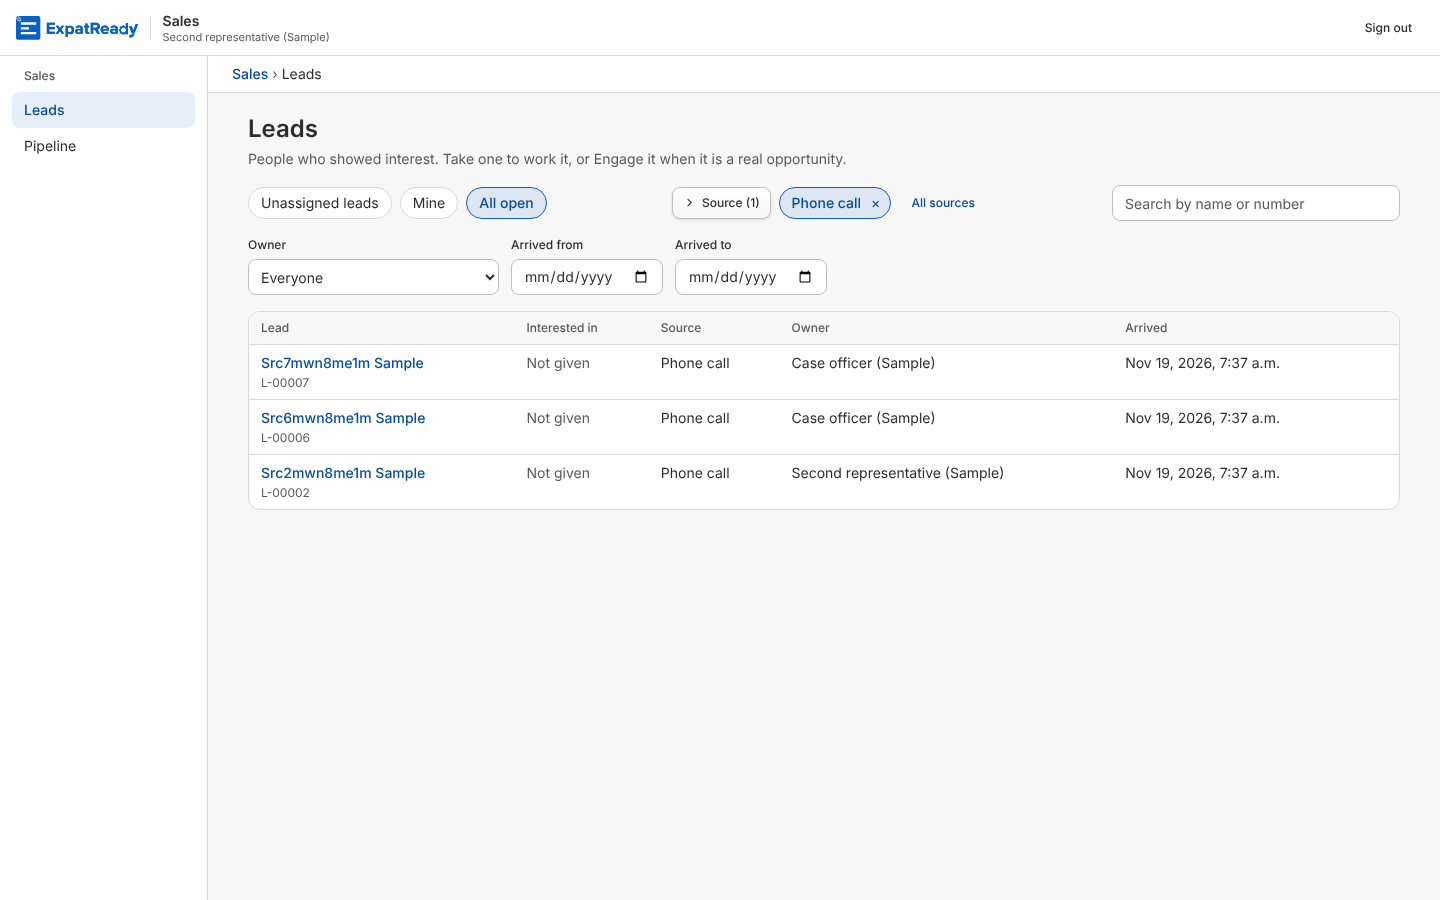 ExpatReady
Sales
Second representative (Sample)
Sign out
Sales
Leads
Pipeline
Sales › Leads
Leads
People who showed interest. Take one to work it, or Engage it when it is a real opportunity.
Unassigned leads Mine All open Source (1) Phone call × All sources Search by name or number
Owner Arrived from Arrived to
Everyone mm/dd/yyyy mm/dd/yyyy
Lead Interested in Source Owner Arrived
Src7mwn8me1m Sample Not given Phone call Case officer (Sample) Nov 19, 2026, 7:37 a.m.
L-00007
Src6mwn8me1m Sample Not given Phone call Case officer (Sample) Nov 19, 2026, 7:37 a.m.
L-00006
Src2mwn8me1m Sample Not given Phone call Second representative (Sample) Nov 19, 2026, 7:37 a.m.
L-00002